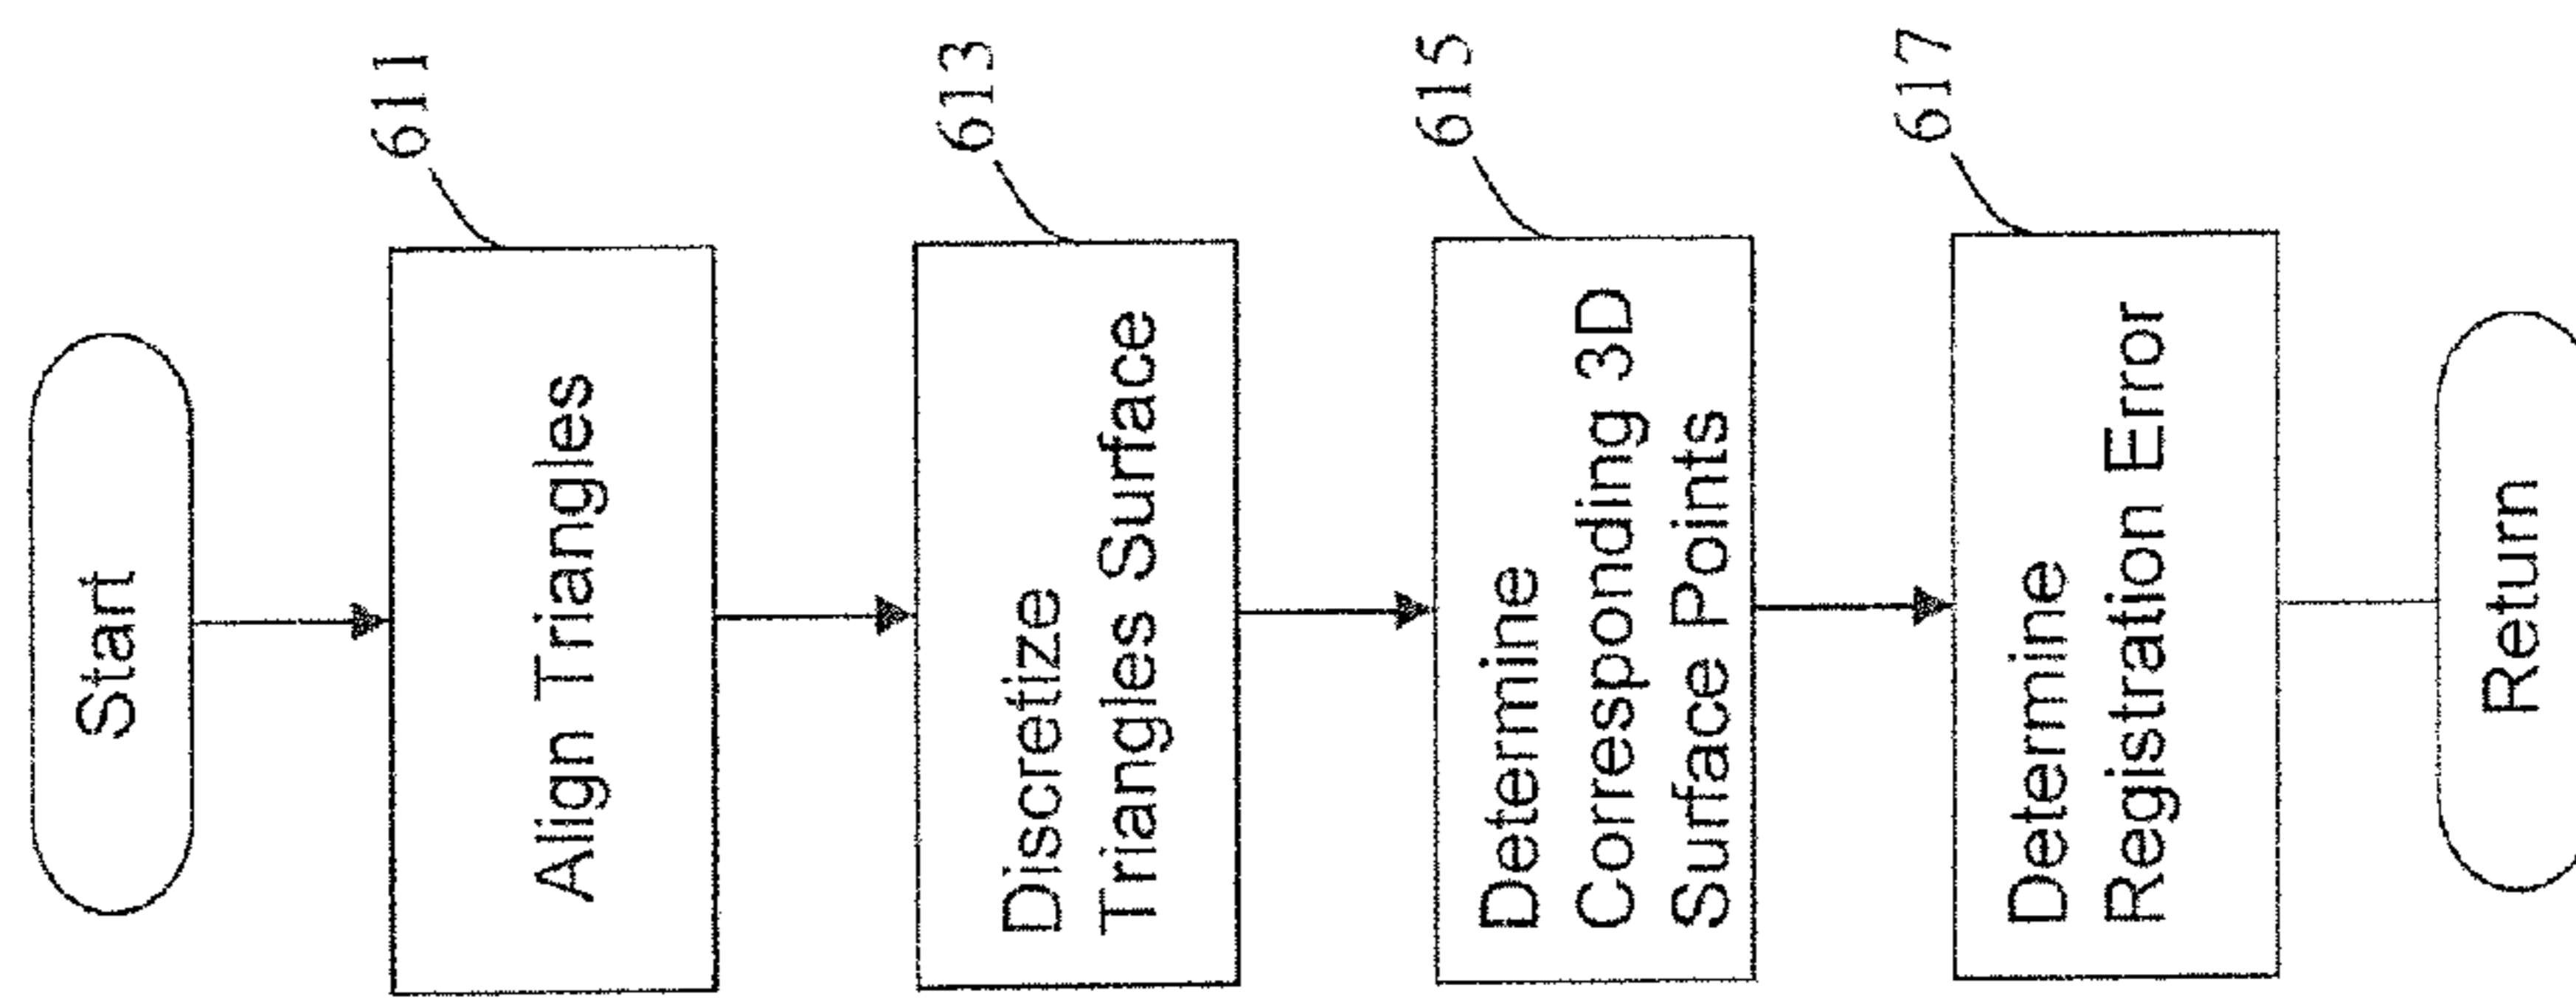 Start
611
Align Triangles
613
Discretize
Triangles Surface
615
Determine
Corresponding 3D
Surface Points
617
Determine
Registration Error
Return